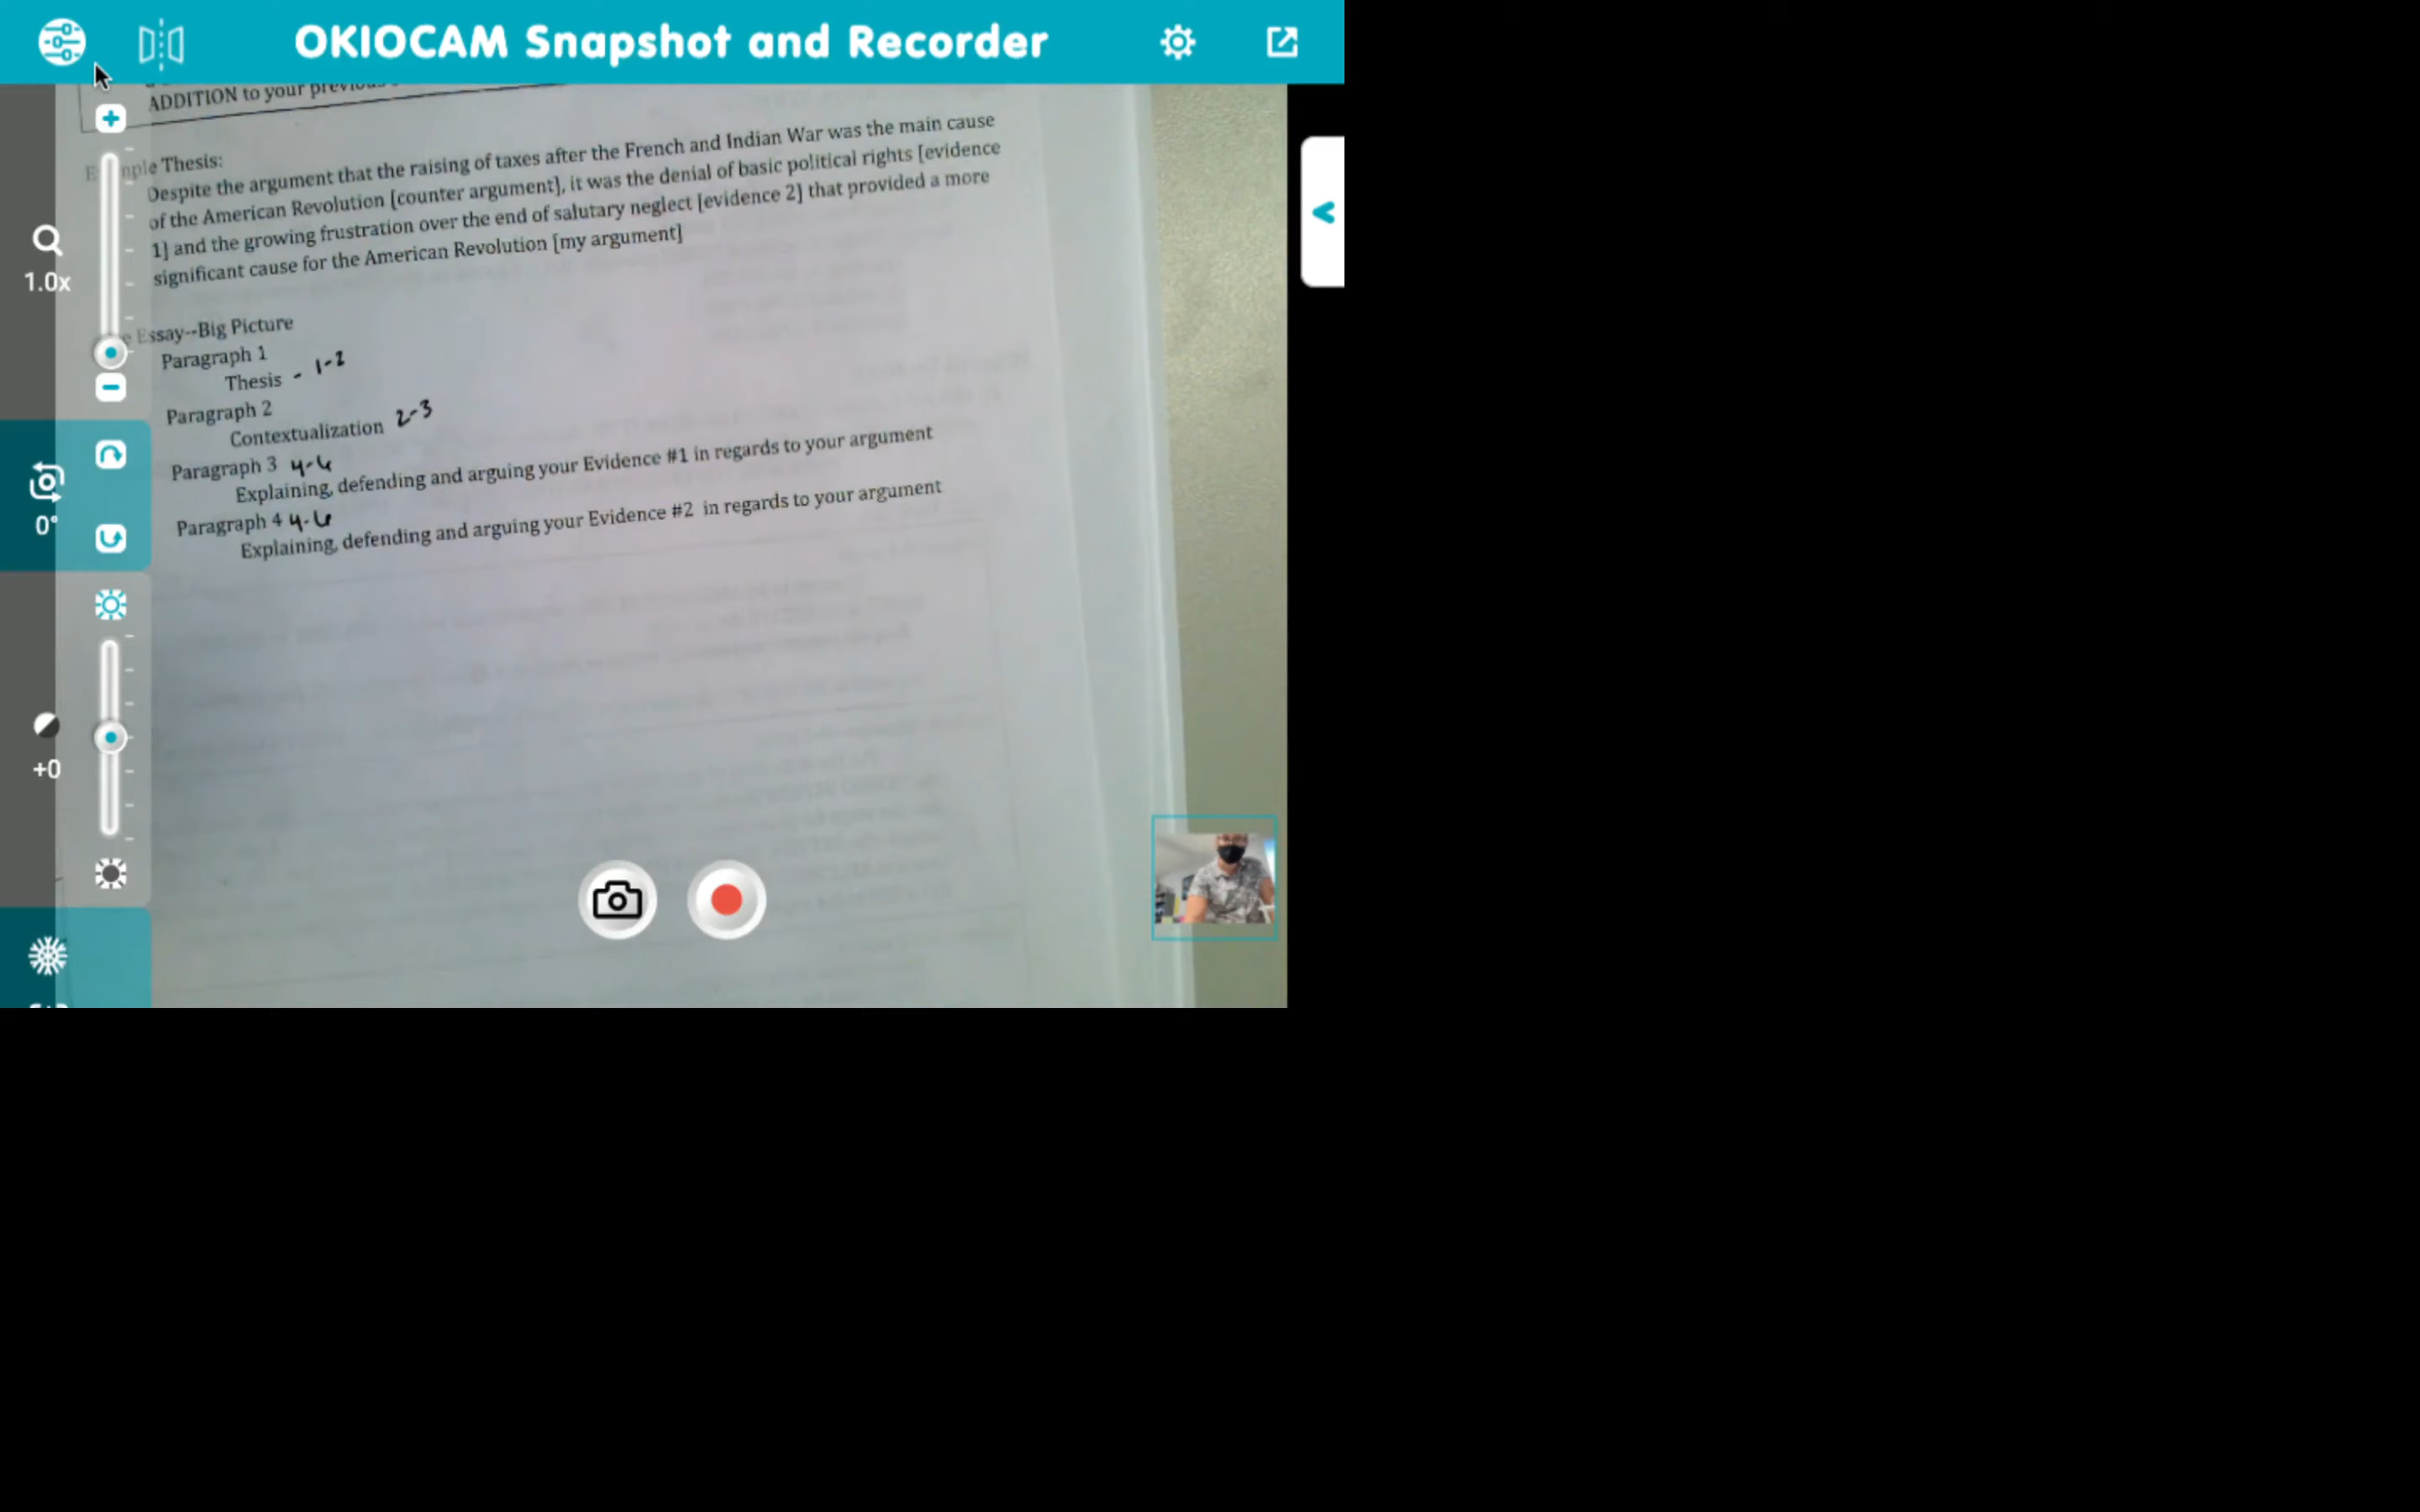 OKIOCAM Snapshot and Recorder
ADDITION to your previous
Example Thesis:
Despite the argument that the raising of taxes after the French and Indian War was the main cause
of the American Revolution [counter argument], it was the denial of basic political rights [evidence
1] and the growing frustration over the end of salutary neglect [evidence 2] that provided a more
significant cause for the American Revolution [my argument]
1.0x
Essay--Big Picture
Paragraph 1
Thesis - 1-2
Paragraph 2
Contextualization 2-3
Paragraph 3 4-6
Explaining, defending and arguing your Evidence #1 in regards to your argument
0°
Paragraph 4 4-6
Explaining, defending and arguing your Evidence #2 in regards to your argument
+0